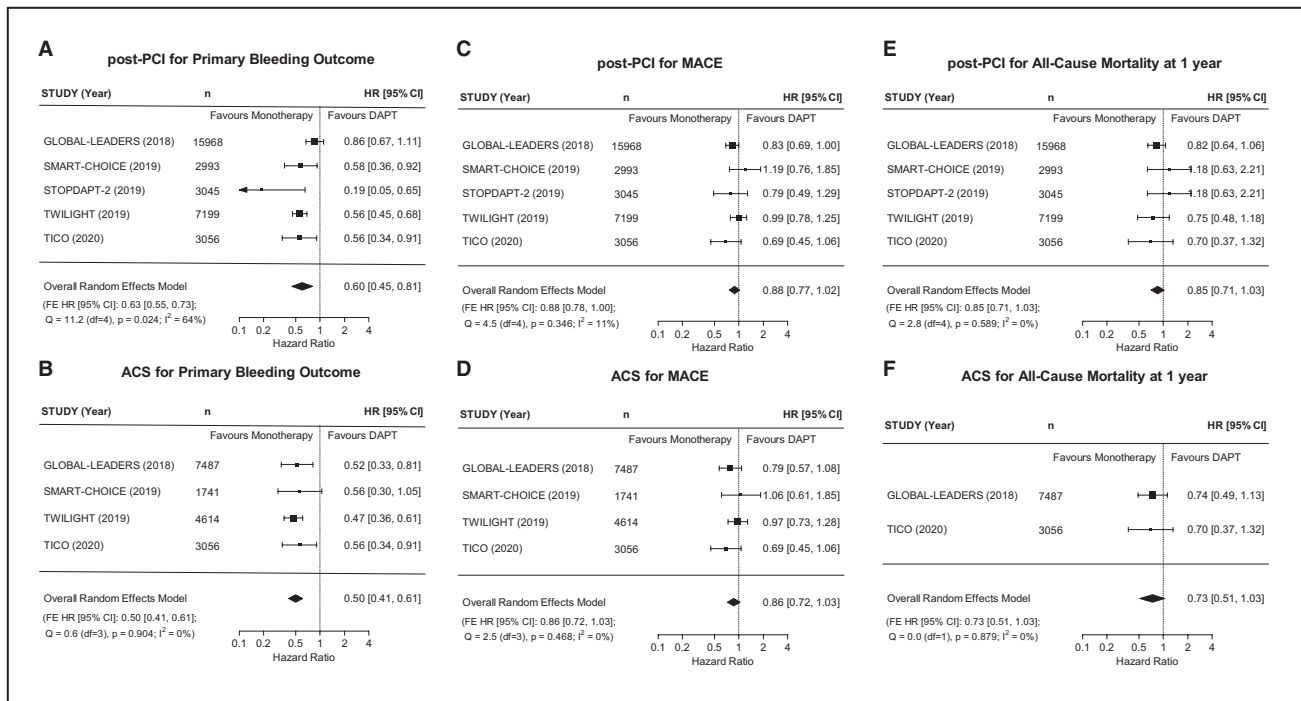 A
post-PCI for Primary Bleeding Outcome
STUDY (Year) n HR [95% CI]
Favours Monotherapy Favours DAPT
GLOBAL-LEADERS (2018) 15968 0.86 [0.67, 1.11]
SMART-CHOICE (2019) 2993 0.58 [0.36, 0.92]
STOPDAPT-2 (2019) 3045 0.19 [0.05, 0.65]
TWILIGHT (2019) 7199 0.56 [0.45, 0.68]
TICO (2020) 3056 0.56 [0.34, 0.91]
Overall Random Effects Model 0.60 [0.45, 0.81]
(FE HR [95% CI]: 0.63 [0.55, 0.73];
Q = 11.2 (df=4), p = 0.024; I² = 64%)
0.1 0.2 0.5 1 2 4
Hazard Ratio
B
ACS for Primary Bleeding Outcome
STUDY (Year) n HR [95% CI]
Favours Monotherapy Favours DAPT
GLOBAL-LEADERS (2018) 7487 0.52 [0.33, 0.81]
SMART-CHOICE (2019) 1741 0.56 [0.30, 1.05]
TWILIGHT (2019) 4614 0.47 [0.36, 0.61]
TICO (2020) 3056 0.56 [0.34, 0.91]
Overall Random Effects Model 0.50 [0.41, 0.61]
(FE HR [95% CI]: 0.50 [0.41, 0.61];
Q = 0.6 (df=3), p = 0.904; I² = 0%)
0.1 0.2 0.5 1 2 4
Hazard Ratio
C
post-PCI for MACE
STUDY (Year) n HR [95% CI]
Favours Monotherapy Favours DAPT
GLOBAL-LEADERS (2018) 15968 0.83 [0.69, 1.00]
SMART-CHOICE (2019) 2993 1.19 [0.76, 1.85]
STOPDAPT-2 (2019) 3045 0.79 [0.49, 1.29]
TWILIGHT (2019) 7199 0.99 [0.78, 1.25]
TICO (2020) 3056 0.69 [0.45, 1.06]
Overall Random Effects Model 0.88 [0.77, 1.02]
(FE HR [95% CI]: 0.88 [0.78, 1.00];
Q = 4.5 (df=4), p = 0.346; I² = 11%)
0.1 0.2 0.5 1 2 4
Hazard Ratio
D
ACS for MACE
STUDY (Year) n HR [95% CI]
Favours Monotherapy Favours DAPT
GLOBAL-LEADERS (2018) 7487 0.79 [0.57, 1.08]
SMART-CHOICE (2019) 1741 1.06 [0.61, 1.85]
TWILIGHT (2019) 4614 0.97 [0.73, 1.28]
TICO (2020) 3056 0.69 [0.45, 1.06]
Overall Random Effects Model 0.86 [0.72, 1.03]
(FE HR [95% CI]: 0.86 [0.72, 1.03];
Q = 2.5 (df=3), p = 0.468; I² = 0%)
0.1 0.2 0.5 1 2 4
Hazard Ratio
E
post-PCI for All-Cause Mortality at 1 year
STUDY (Year) n HR [95% CI]
Favours Monotherapy Favours DAPT
GLOBAL-LEADERS (2018) 15968 0.82 [0.64, 1.06]
SMART-CHOICE (2019) 2993 1.18 [0.63, 2.21]
STOPDAPT-2 (2019) 3045 1.18 [0.63, 2.21]
TWILIGHT (2019) 7199 0.75 [0.48, 1.18]
TICO (2020) 3056 0.70 [0.37, 1.32]
Overall Random Effects Model 0.85 [0.71, 1.03]
(FE HR [95% CI]: 0.85 [0.71, 1.03];
Q = 2.8 (df=4), p = 0.589; I² = 0%)
0.1 0.2 0.5 1 2 4
Hazard Ratio
F
ACS for All-Cause Mortality at 1 year
STUDY (Year) n HR [95% CI]
Favours Monotherapy Favours DAPT
GLOBAL-LEADERS (2018) 7487 0.74 [0.49, 1.13]
TICO (2020) 3056 0.70 [0.37, 1.32]
Overall Random Effects Model 0.73 [0.51, 1.03]
(FE HR [95% CI]: 0.73 [0.51, 1.03];
Q = 0.0 (df=1), p = 0.879; I² = 0%)
0.1 0.2 0.5 1 2 4
Hazard Ratio